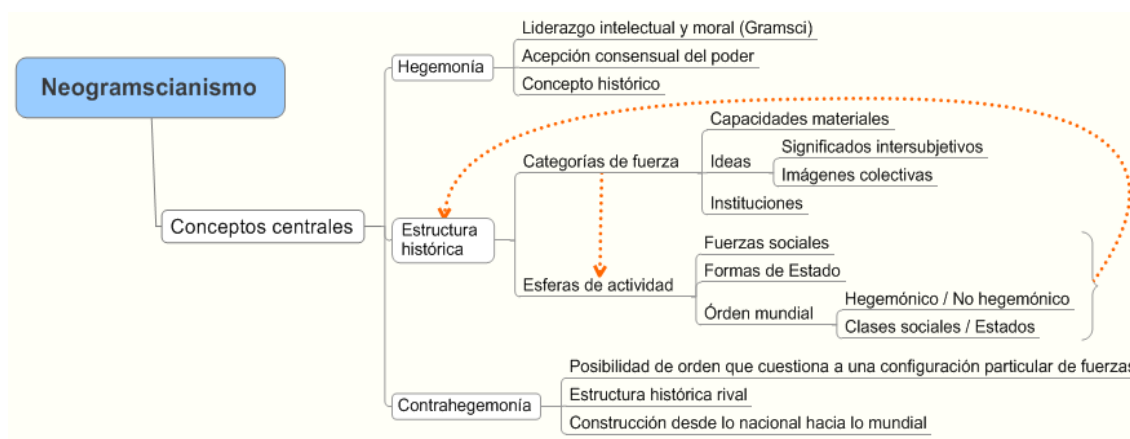 Neogramscianismo
Conceptos centrales
Hegemonía
Liderazgo intelectual y moral (Gramsci)
Acepción consensual del poder
Concepto histórico
Estructura
histórica
Categorías de fuerza
Capacidades materiales
Ideas
Significados intersubjetivos
Imágenes colectivas
Instituciones
Esferas de actividad
Fuerzas sociales
Formas de Estado
Órden mundial
Hegemónico / No hegemónico
Clases sociales / Estados
Contrahegemonía
Posibilidad de orden que cuestiona a una configuración particular de fuerzas
Estructura histórica rival
Construcción desde lo nacional hacia lo mundial